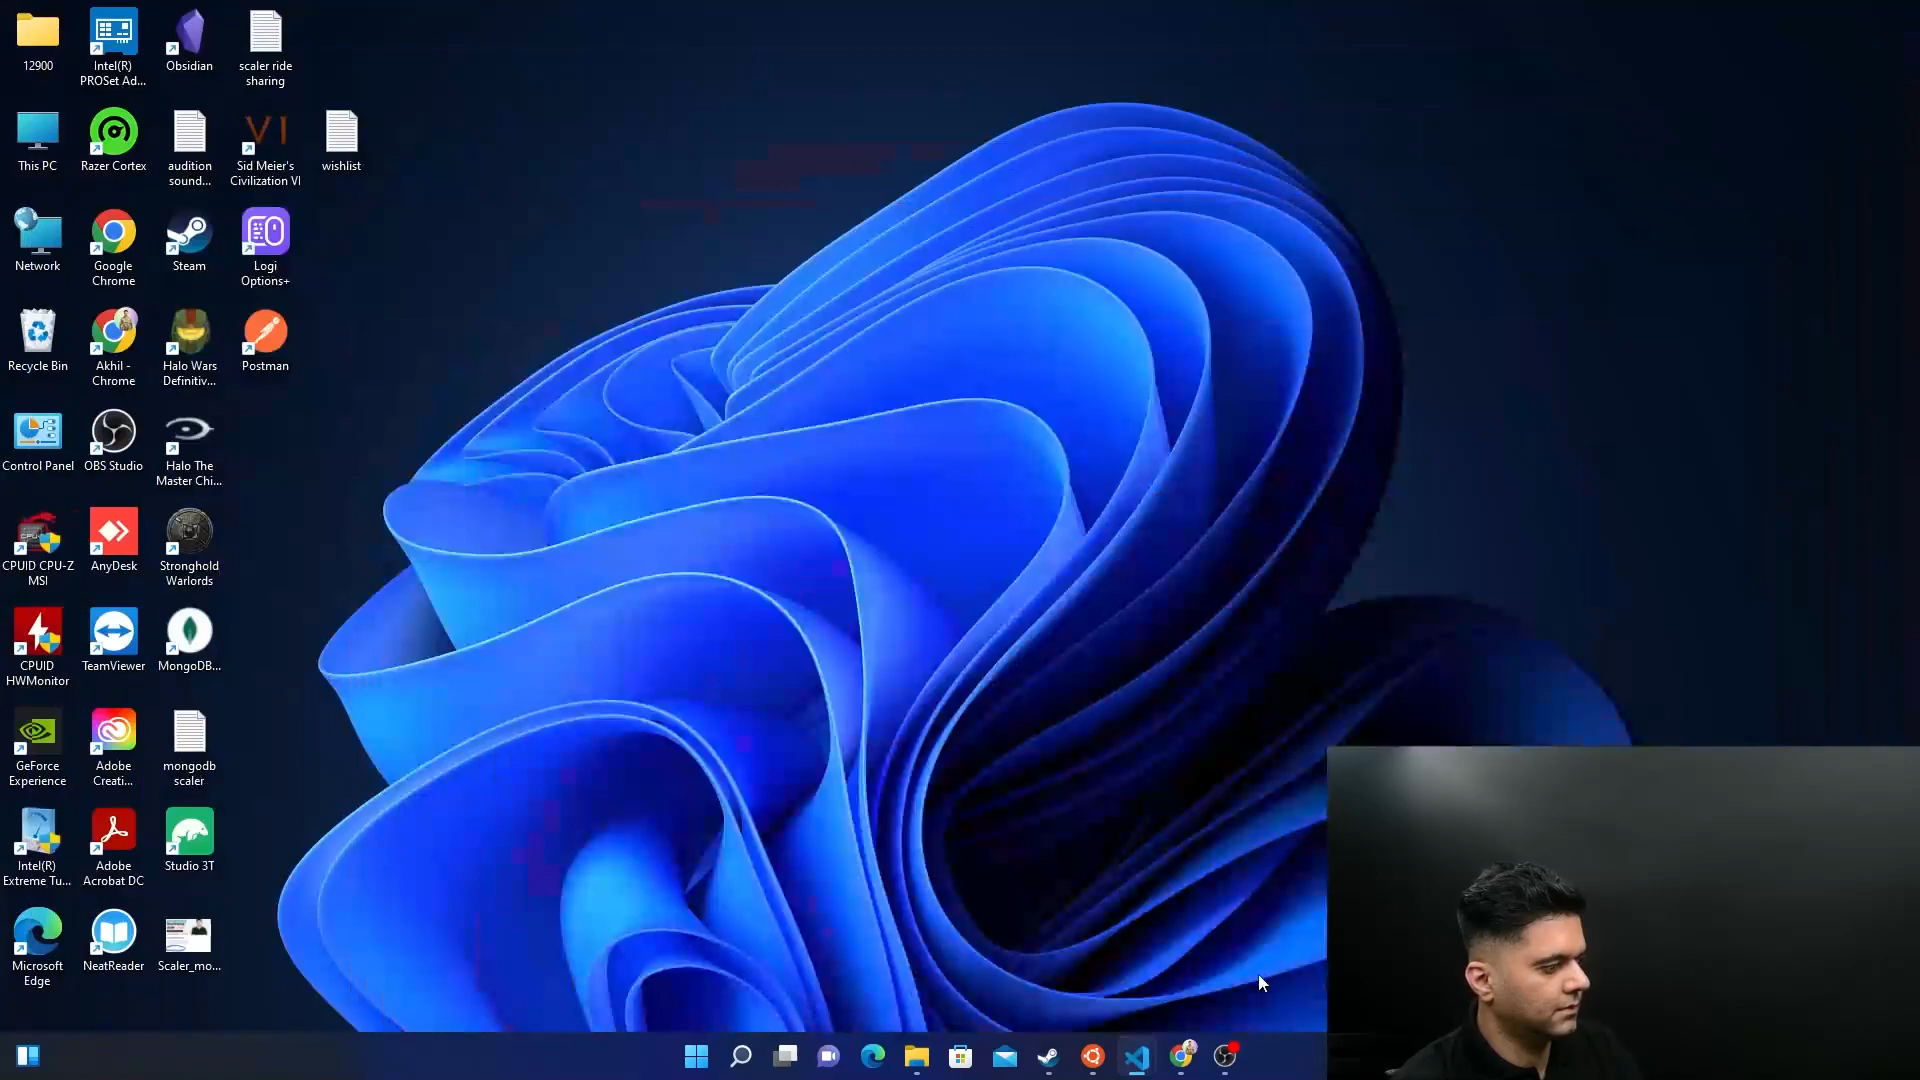 12900
Intel(R)
PROSet Ad...
Obsidian
scaler ride
sharing
This PC
Razer Cortex
audition
sound...
VI
Sid Meier's
Civilization VI
wishlist
Network
Google
Chrome
Steam
Logi
Options+
Recycle Bin
Akhil -
Chrome
Halo Wars
Definitiv...
Postman
Control Panel
OBS Studio
Halo The
Master Chi...
CPUID CPU-Z
MSI
AnyDesk
Stronghold
Warlords
CPUID
HWMonitor
TeamViewer
MongoDB...
GeForce
Experience
Adobe
Creati...
mongodb
scaler
Intel(R)
Extreme Tu...
Adobe
Acrobat DC
Studio 3T
Microsoft
Edge
NeatReader
Scaler_mo...